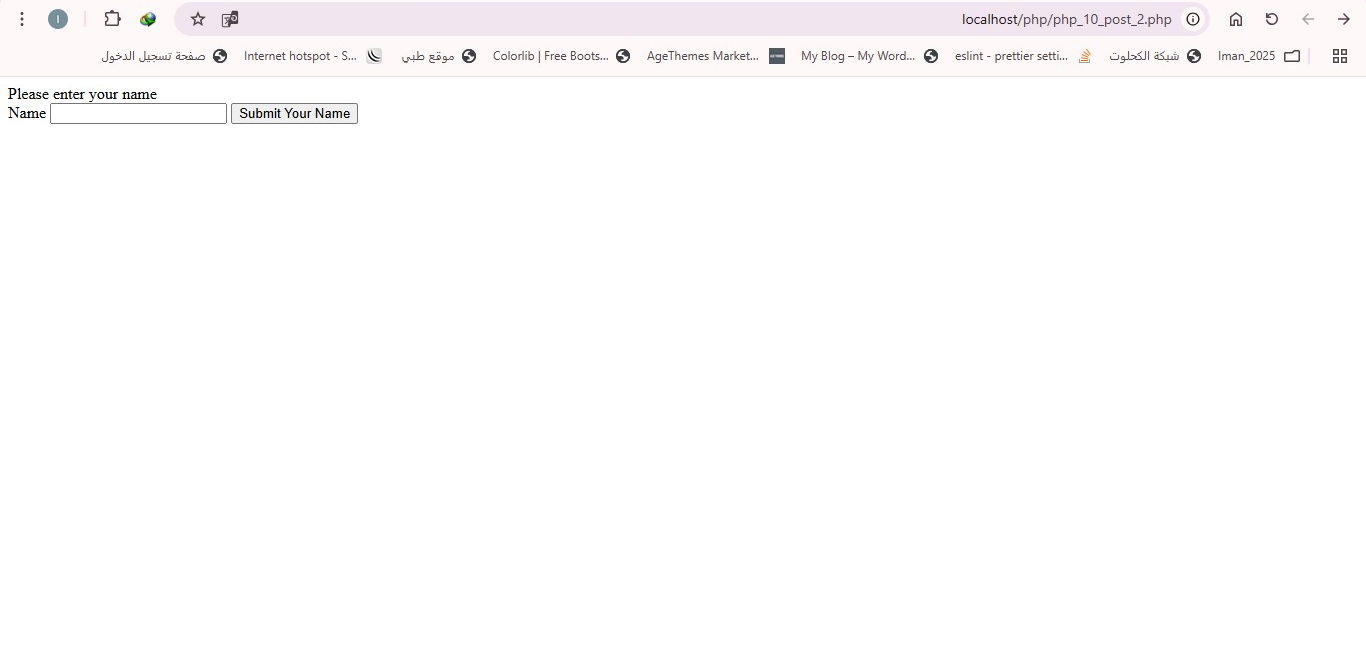 I
localhost/php/php_10_post_2.php
صفحة تسجيل الدخول
Internet hotspot - S...
موقع طبي
Colorlib | Free Boots...
AgeThemes Market...
My Blog – My Word...
eslint - prettier setti...
شبكة الكحلوت
Iman_2025
Please enter your name
Name Submit Your Name